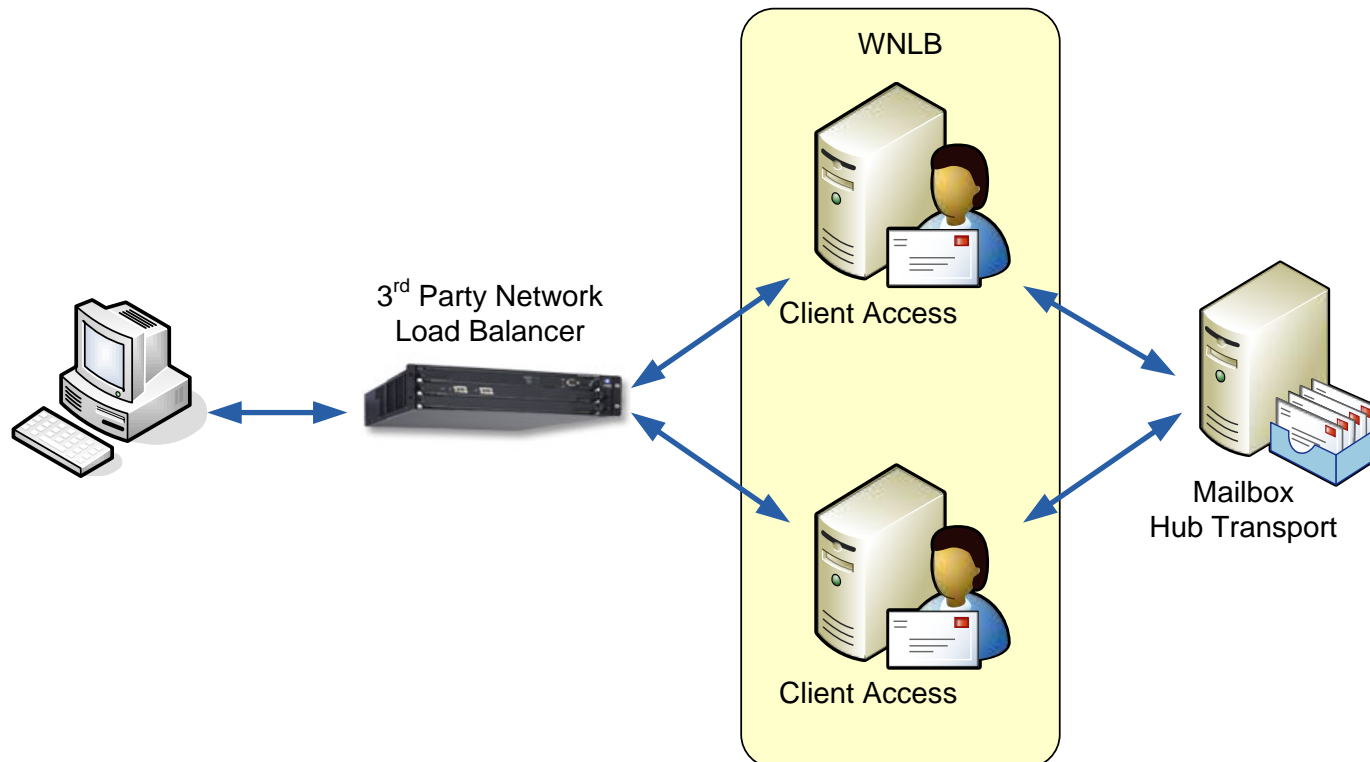 WNLB
3rd Party Network
Load Balancer
Client Access
Client Access
Mailbox
Hub Transport